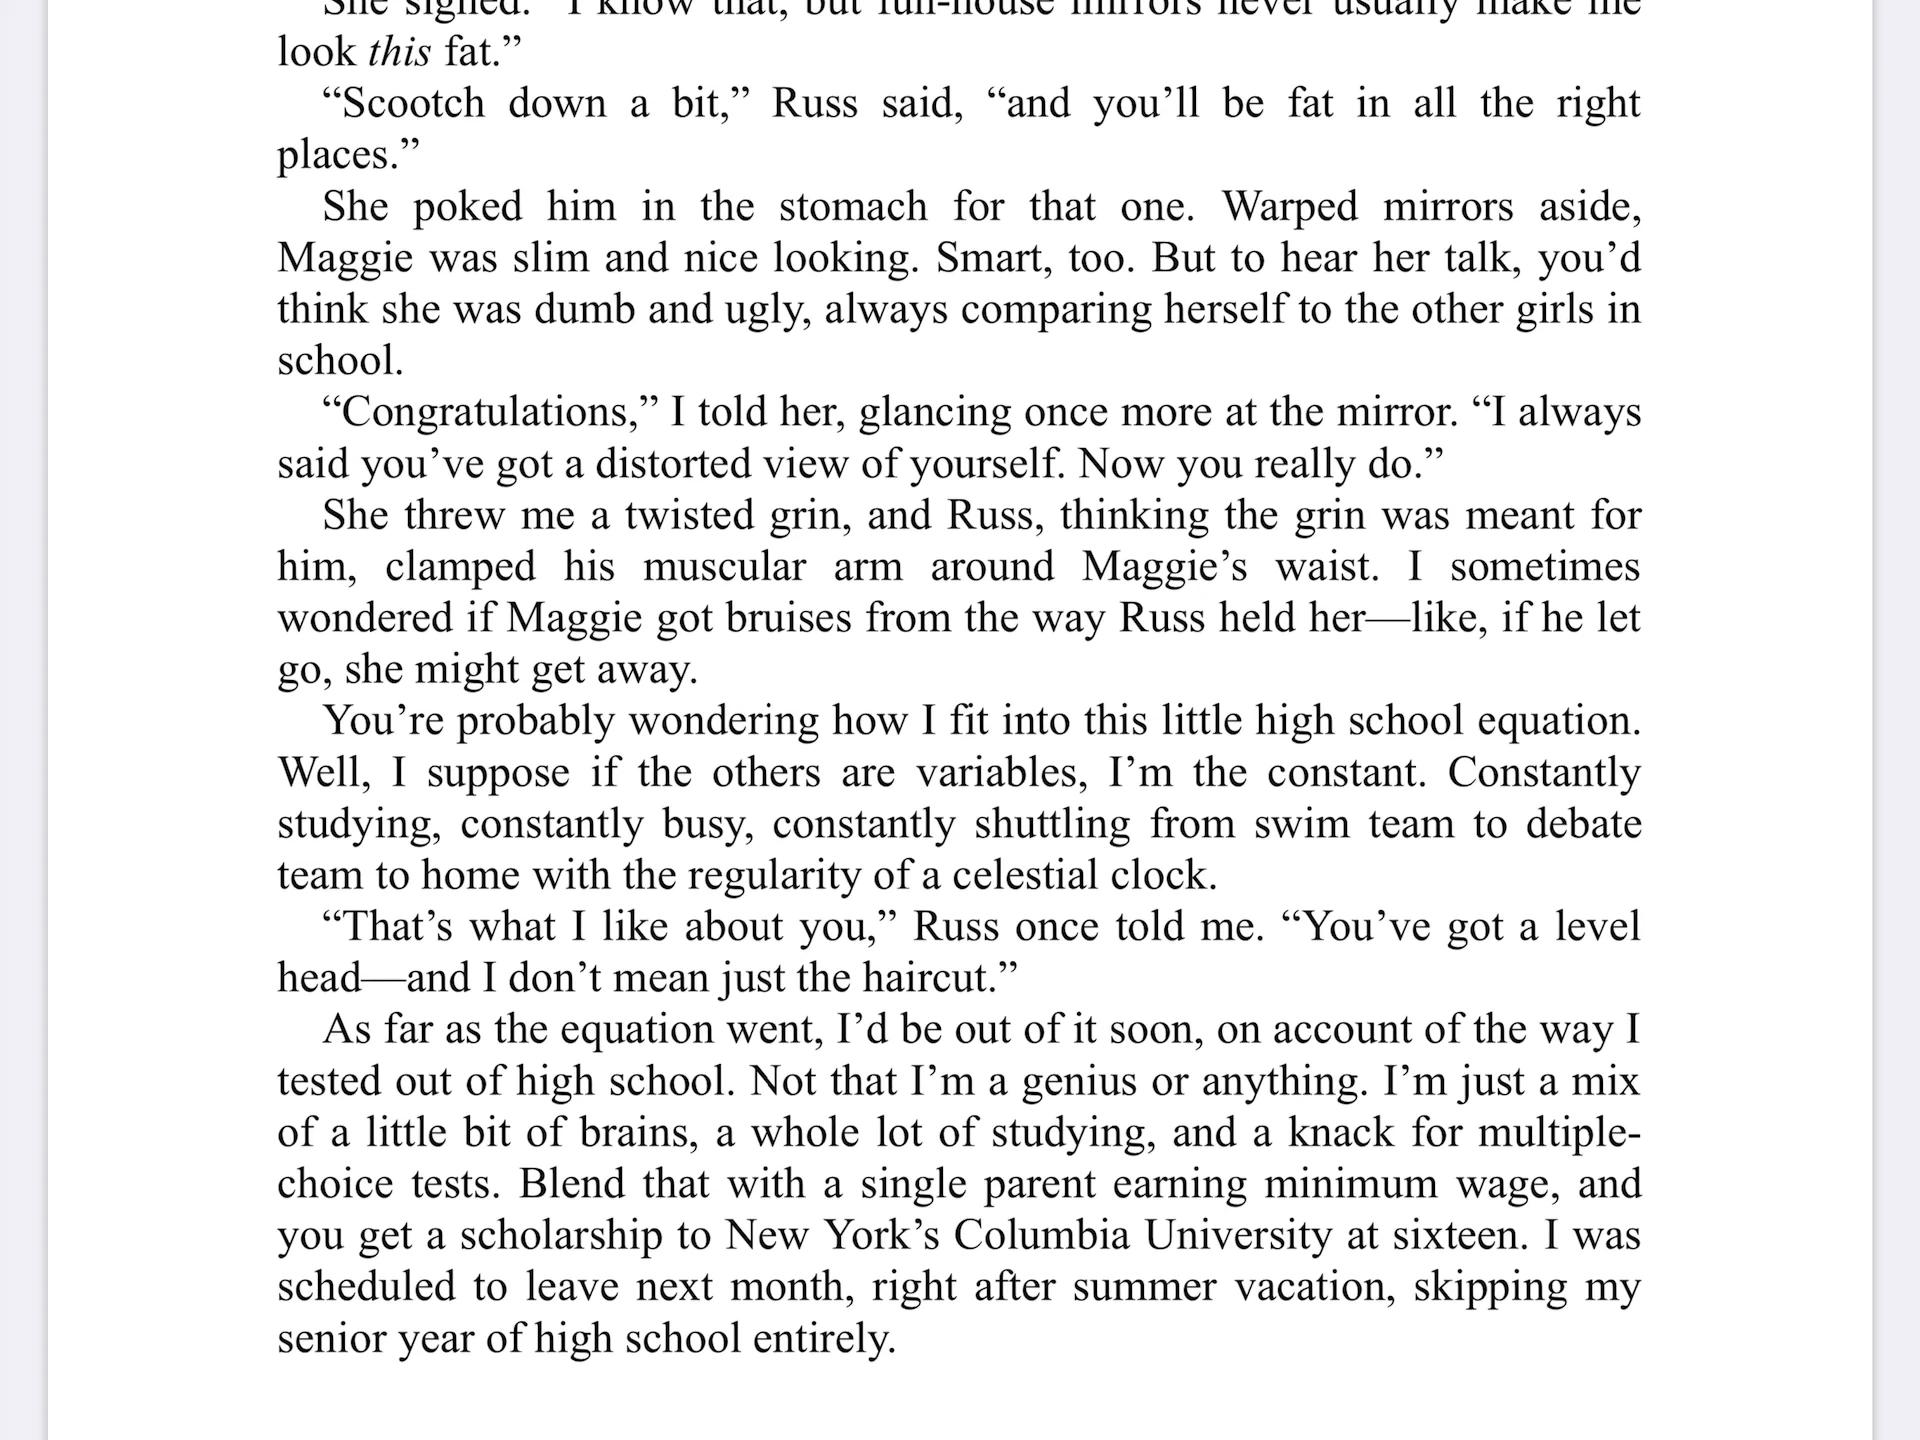 She sighed. “I know that, but fun-house mirrors never usually make me
look this fat.”
“Scootch down a bit,” Russ said, “and you’ll be fat in all the right
places.”
She poked him in the stomach for that one. Warped mirrors aside,
Maggie was slim and nice looking. Smart, too. But to hear her talk, you’d
think she was dumb and ugly, always comparing herself to the other girls in
school.
“Congratulations,” I told her, glancing once more at the mirror. “I always
said you’ve got a distorted view of yourself. Now you really do.”
She threw me a twisted grin, and Russ, thinking the grin was meant for
him, clamped his muscular arm around Maggie’s waist. I sometimes
wondered if Maggie got bruises from the way Russ held her—like, if he let
go, she might get away.
You’re probably wondering how I fit into this little high school equation.
Well, I suppose if the others are variables, I’m the constant. Constantly
studying, constantly busy, constantly shuttling from swim team to debate
team to home with the regularity of a celestial clock.
“That’s what I like about you,” Russ once told me. “You’ve got a level
head—and I don’t mean just the haircut.”
As far as the equation went, I’d be out of it soon, on account of the way I
tested out of high school. Not that I’m a genius or anything. I’m just a mix
of a little bit of brains, a whole lot of studying, and a knack for multiple-
choice tests. Blend that with a single parent earning minimum wage, and
you get a scholarship to New York’s Columbia University at sixteen. I was
scheduled to leave next month, right after summer vacation, skipping my
senior year of high school entirely.